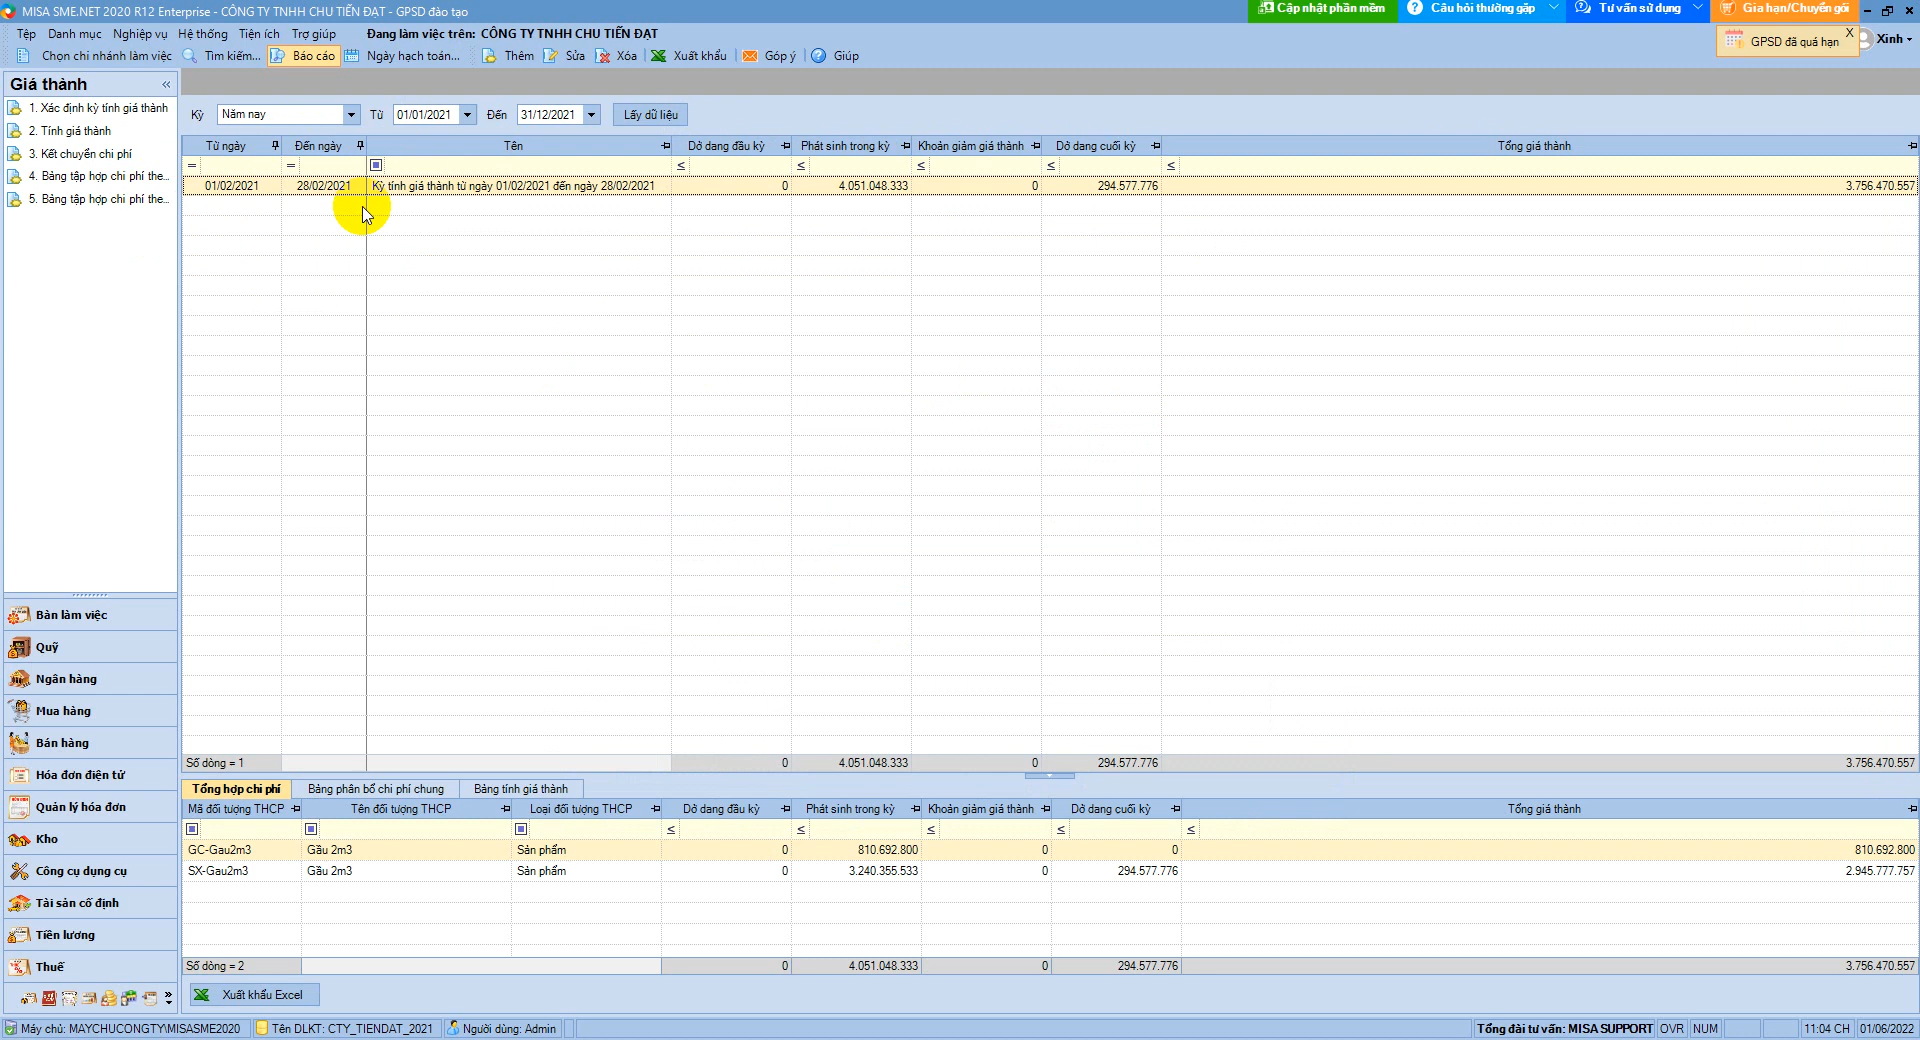 MISA SME.NET 2020 R12 Enterprise - CÔNG TY TNHH CHU TIẾN ĐẠT - GPSD đào tạo
Cập nhật phần mềm Câu hỏi thường gặp Tư vấn sử dụng Gia hạn/Chuyển gói
Tệp Danh mục Nghiệp vụ Hệ thống Tiện ích Trợ giúp Đang làm việc trên: CÔNG TY TNHH CHU TIẾN ĐẠT
GPSD đã quá hạn X Xinh
Chọn chi nhánh làm việc Tìm kiếm... Báo cáo Ngày hạch toán... Thêm Sửa Xóa Xuất khẩu Góp ý Giúp
Giá thành «
1. Xác định kỳ tính giá thành
2. Tính giá thành
3. Kết chuyển chi phí
4. Bảng tập hợp chi phí the...
5. Bảng tập hợp chi phí the...
Kỳ Năm nay Từ 01/01/2021 Đến 31/12/2021 Lấy dữ liệu
Từ ngày Đến ngày Tên Dở dang đầu kỳ Phát sinh trong kỳ Khoản giảm giá thành Dở dang cuối kỳ Tổng giá thành
= = ≤ ≤ ≤ ≤ ≤
01/02/2021 28/02/2021 Kỳ tính giá thành từ ngày 01/02/2021 đến ngày 28/02/2021 0 4.051.048.333 0 294.577.776 3.756.470.557
Số dòng = 1 0 4.051.048.333 0 294.577.776 3.756.470.557
Bàn làm việc
Quỹ
Ngân hàng
Mua hàng
Bán hàng
Hóa đơn điện tử
Quản lý hóa đơn
Kho
Công cụ dụng cụ
Tài sản cố định
Tiền lương
Thuế
Tổng hợp chi phí Bảng phân bổ chi phí chung Bảng tính giá thành
Mã đối tượng THCP Tên đối tượng THCP Loại đối tượng THCP Dở dang đầu kỳ Phát sinh trong kỳ Khoản giảm giá thành Dở dang cuối kỳ Tổng giá thành
≤ ≤ ≤ ≤ ≤
GC-Gau2m3 Gầu 2m3 Sản phẩm 0 810.692.800 0 0 810.692.800
SX-Gau2m3 Gầu 2m3 Sản phẩm 0 3.240.355.533 0 294.577.776 2.945.777.757
Số dòng = 2 0 4.051.048.333 0 294.577.776 3.756.470.557
Xuất khẩu Excel
Máy chủ: MAYCHUCONGTY\MISASME2020 Tên DLKT: CTY_TIENDAT_2021 Người dùng: Admin Tổng đài tư vấn: MISA SUPPORT OVR NUM 11:04 CH 01/06/2022